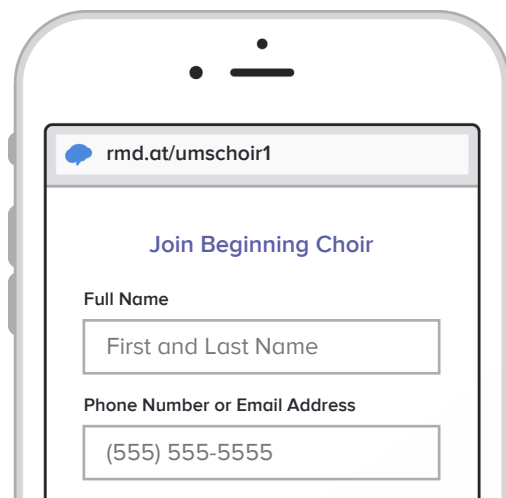 rmd.at/umschoir1
Join Beginning Choir
Full Name
First and Last Name
Phone Number or Email Address
(555) 555-5555